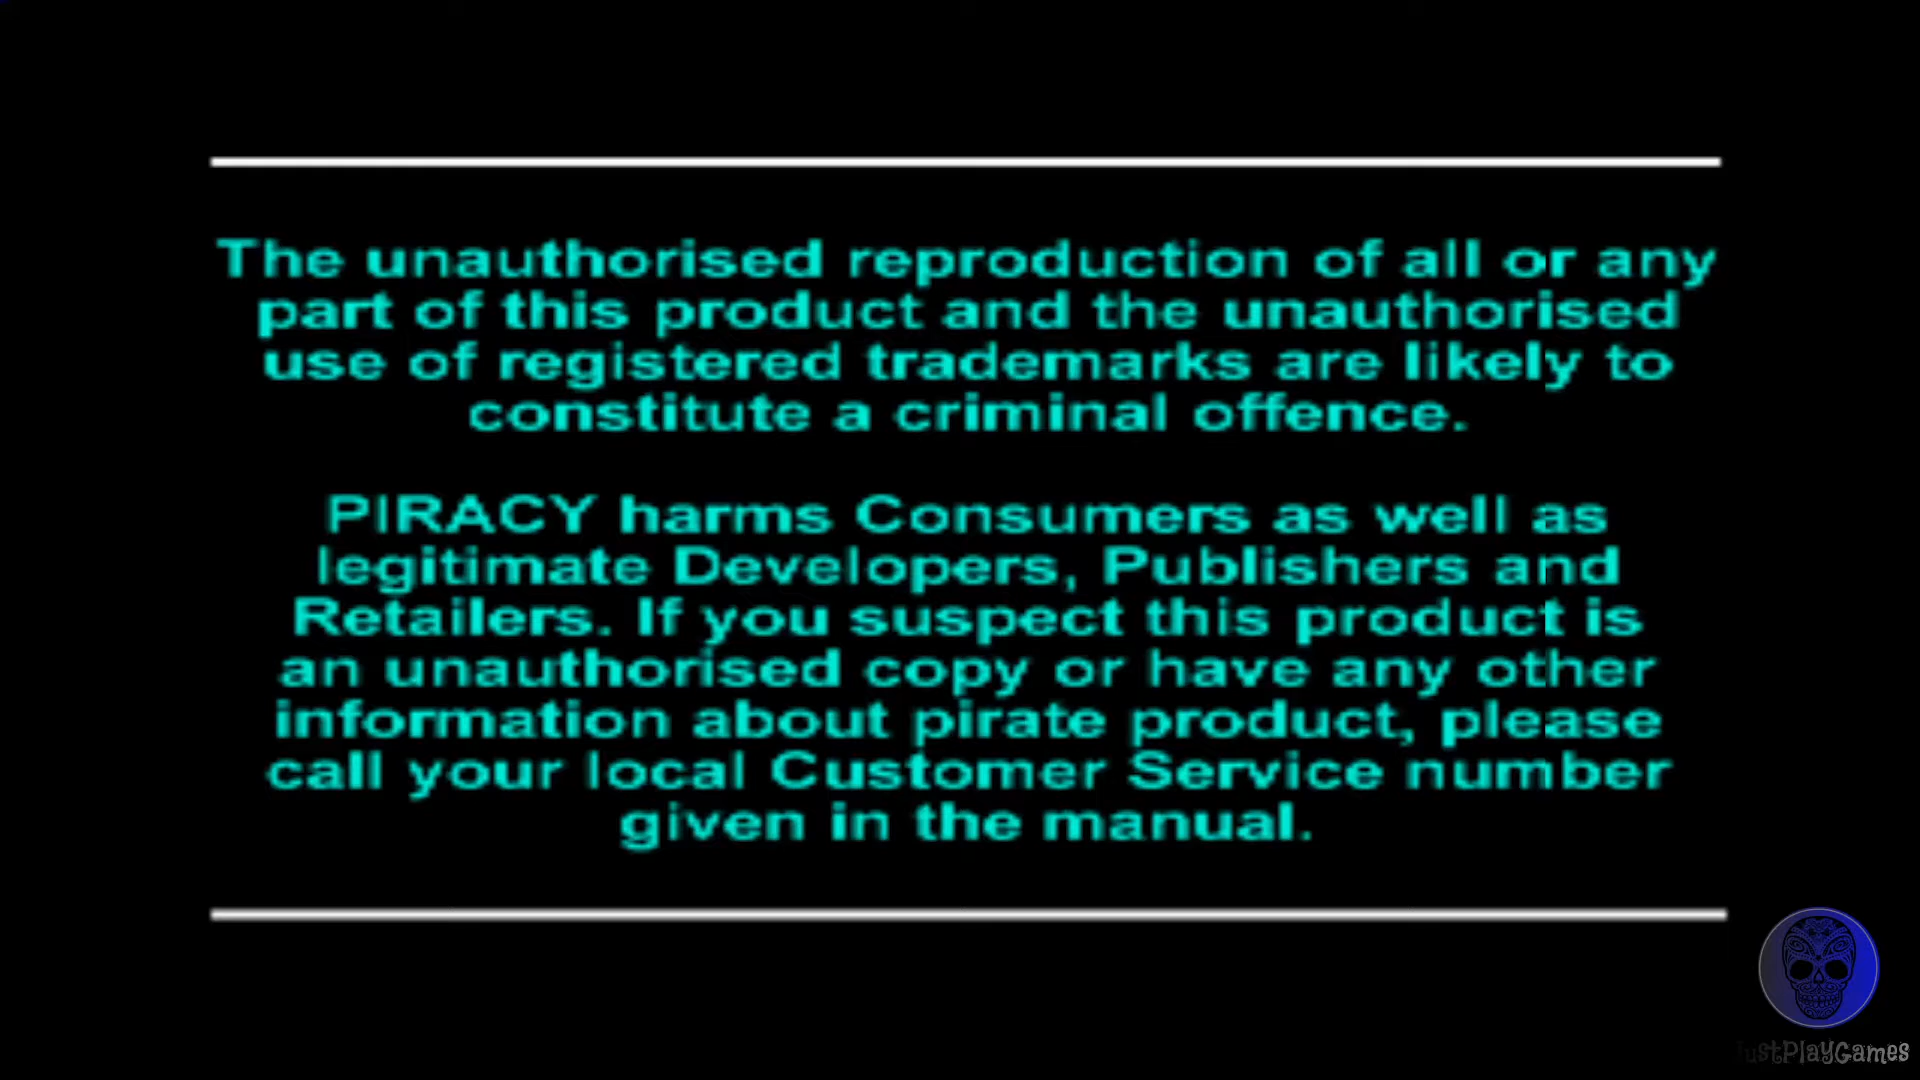 The unauthorised reproduction of all or any
part of this product and the unauthorised
use of registered trademarks are likely to
constitute a criminal offence.
PIRACY harms Consumers as well as
legitimate Developers, Publishers and
Retailers. If you suspect this product is
an unauthorised copy or have any other
information about pirate product, please
call your local Customer Service number
given in the manual.
JustPlayGames